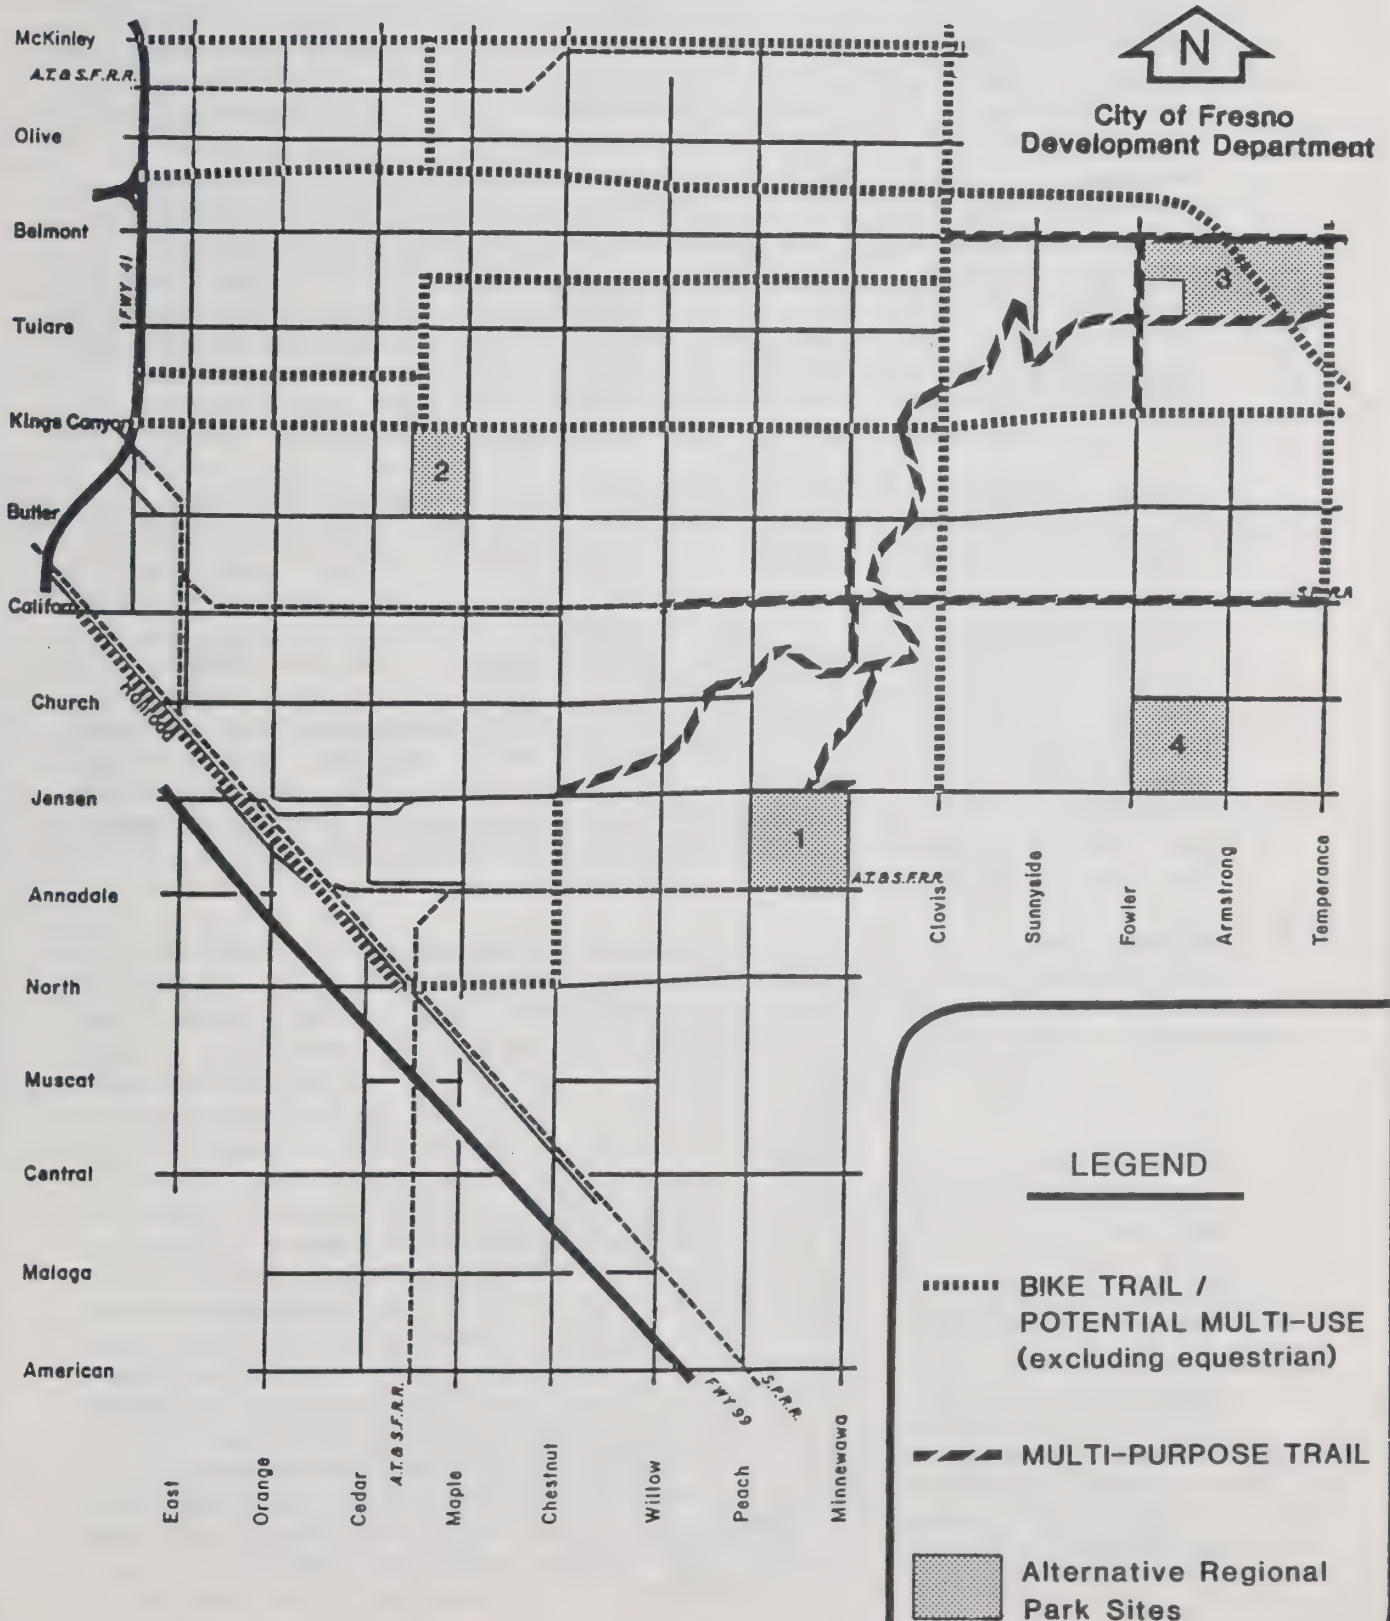 N
City of Fresno
Development Department
McKinley
A.T. & S.F.R.R.
Olive
Belmont
FWY 41
Tulare
Kings Canyon
Butler
Califor
S.P.R.R.
Church
Railroad
Jensen
Annadale
A.T. & S.F.R.R.
North
Muscat
Central
Malaga
American
1
2
3
4
Clovis
Sunnyside
Fowler
Armstrong
Temperance
East
Orange
Cedar
A.T. & S.F.R.R.
Maple
Chestnut
Willow
FWY 99
S.P.R.R.
Peach
Minnewawa
LEGEND
BIKE TRAIL /
POTENTIAL MULTI-USE
(excluding equestrian)
MULTI-PURPOSE TRAIL
Alternative Regional
Park Sites